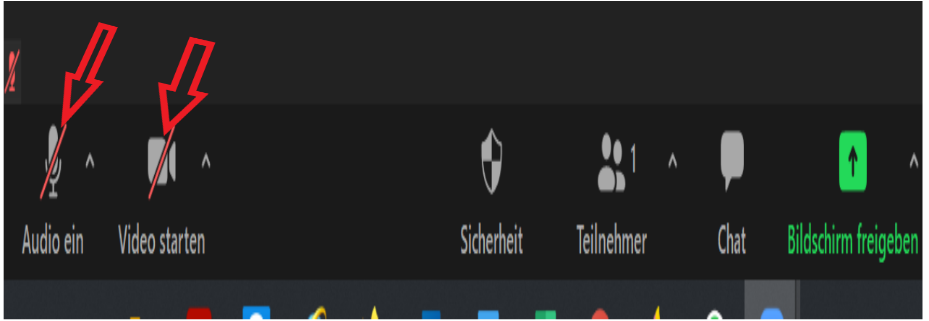 1
Audio ein
Video starten
Sicherheit
Teilnehmer
Chat
Bildschirm freigeben